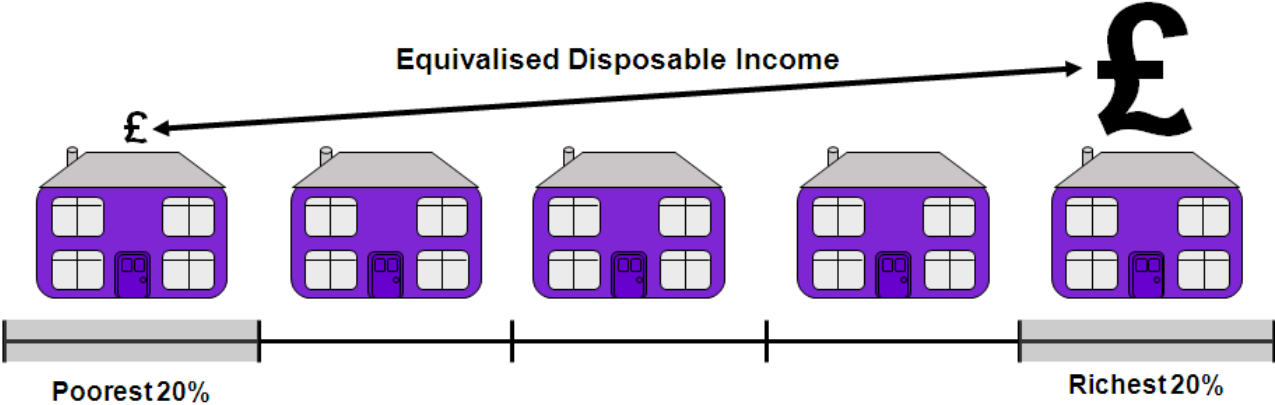 Equivalised Disposable Income
£
£
Poorest 20%
Richest 20%